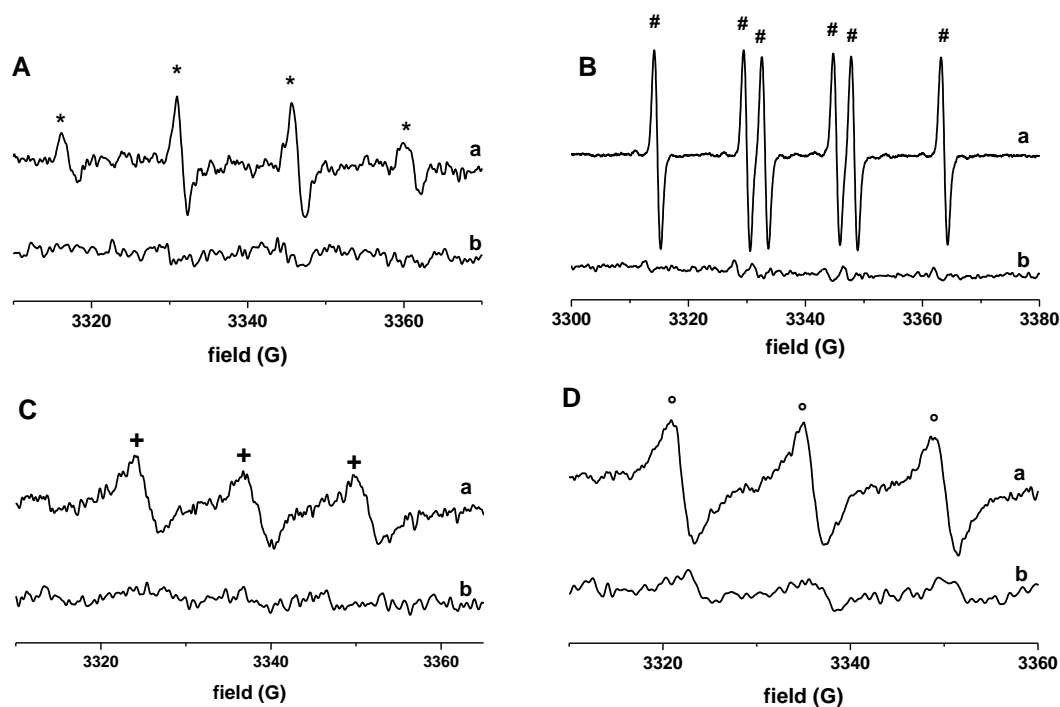 A
* * * *
a
b
3320 3340 3360
field (G)
B
# # # # # #
a
b
3300 3320 3340 3360 3380
field (G)
C
+ + +
a
b
3320 3340 3360
field (G)
D
° ° °
a
b
3320 3340 3360
field (G)